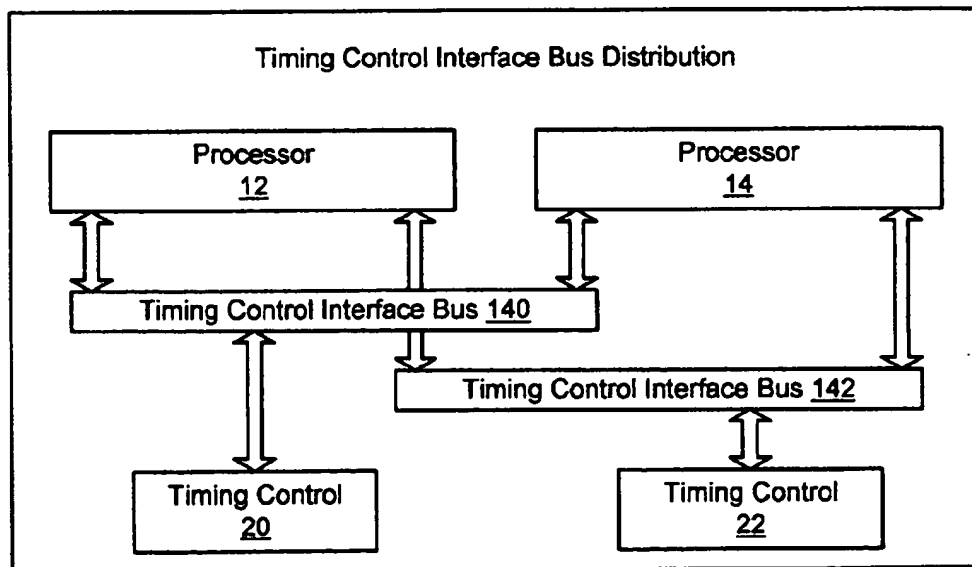 Timing Control Interface Bus Distribution
Processor
12
Processor
14
Timing Control Interface Bus 140
Timing Control Interface Bus 142
Timing Control
20
Timing Control
22